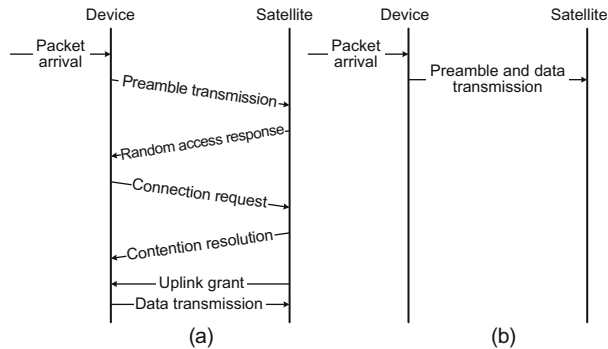 Device
Satellite
Packet
arrival
Preamble transmission
Random access response
Connection request
Contention resolution
Uplink grant
Data transmission
(a)
Device
Satellite
Packet
arrival
Preamble and data
transmission
(b)